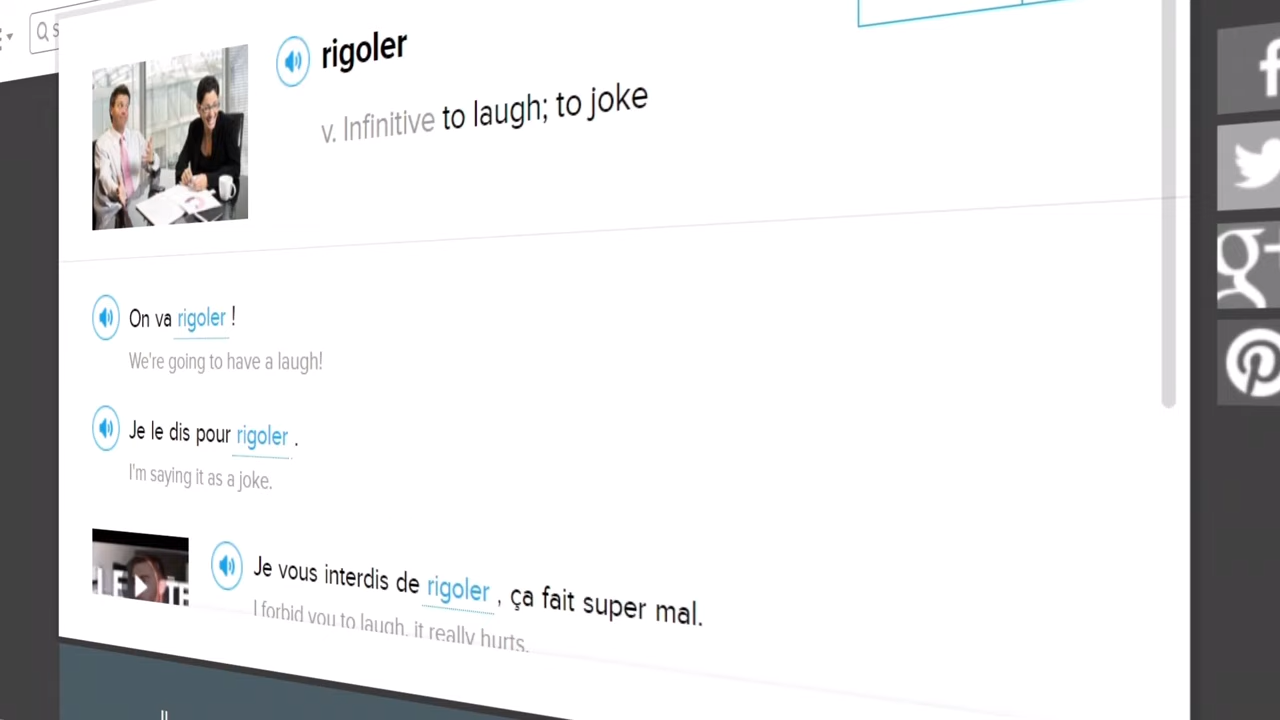 rigoler
v. Infinitive to laugh; to joke
On va rigoler !
We're going to have a laugh!
Je le dis pour rigoler .
I'm saying it as a joke.
Je vous interdis de rigoler , ça fait super mal.
I forbid you to laugh, it really hurts.